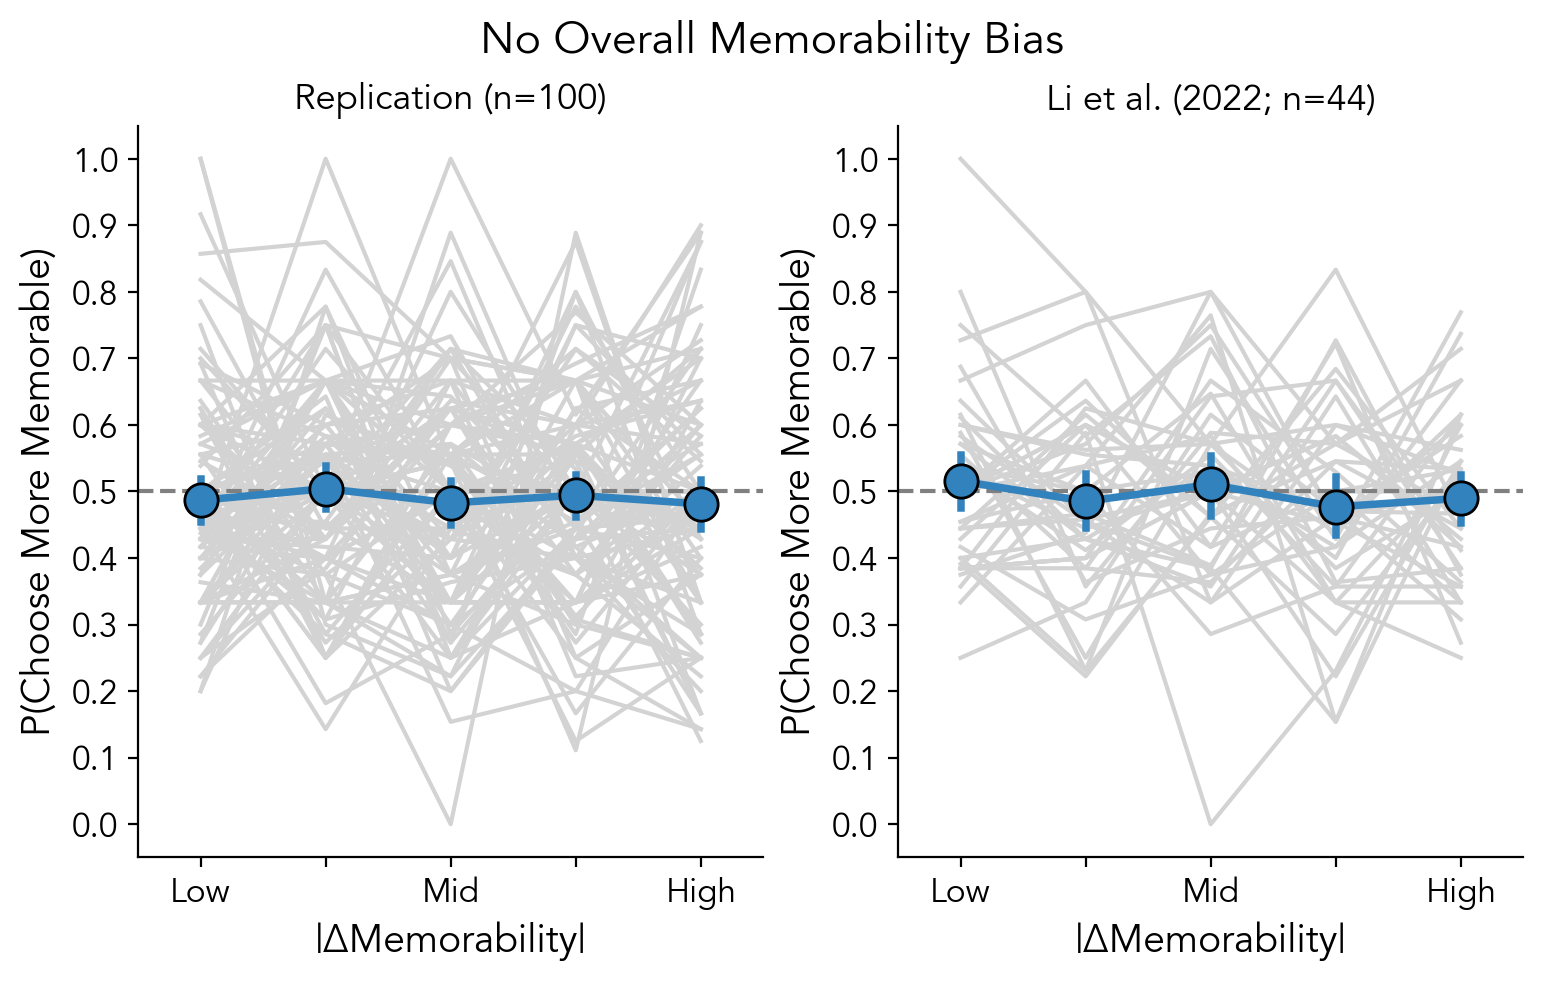 No Overall Memorability Bias
Replication (n=100)
P(Choose More Memorable)
1.0
0.9
0.8
0.7
0.6
0.5
0.4
0.3
0.2
0.1
0.0
Low
Mid
High
|ΔMemorability|
Li et al. (2022; n=44)
P(Choose More Memorable)
1.0
0.9
0.8
0.7
0.6
0.5
0.4
0.3
0.2
0.1
0.0
Low
Mid
High
|ΔMemorability|